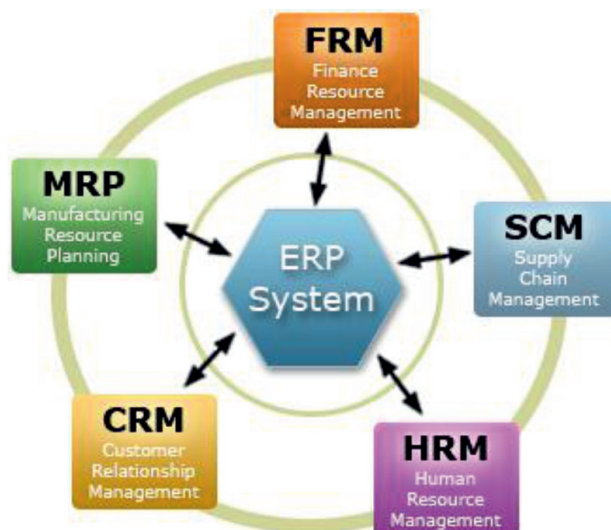 FRM
Finance
Resource
Management
MRP
Manufacturing
Resource
Planning
SCM
Supply
Chain
Management
ERP
System
CRM
Customer
Relationship
Management
HRM
Human
Resource
Management